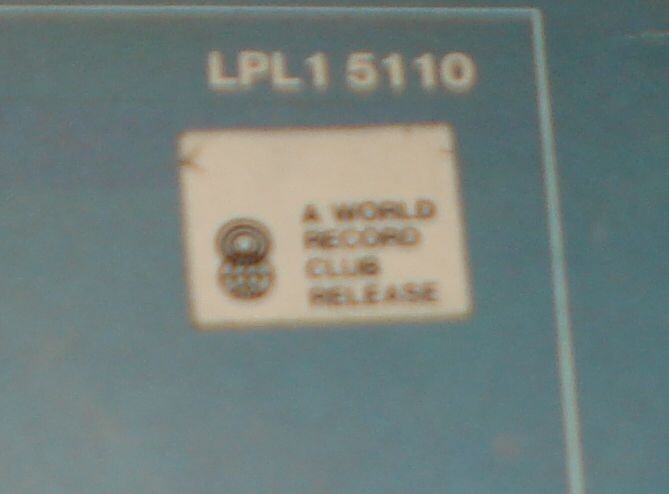 LPL1 5110
A WORLD
RECORD
CLUB
RELEASE